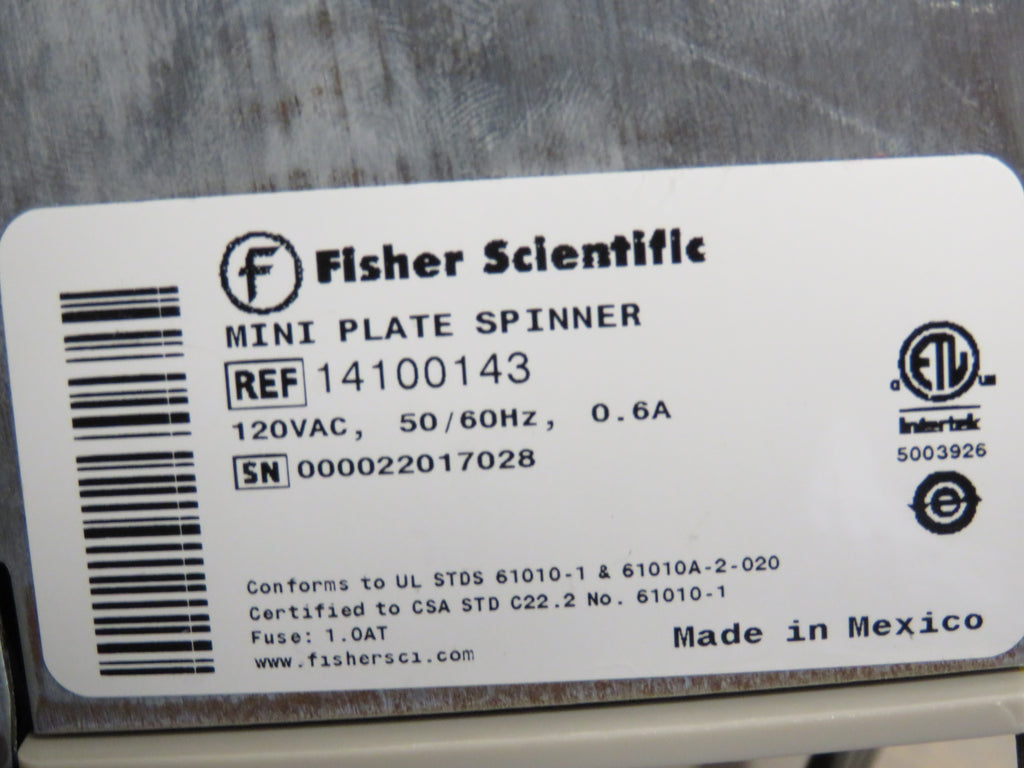 F Fisher Scientific
MINI PLATE SPINNER
REF 14100143
120VAC, 50/60Hz, 0.6A
SN 000022017028
ETL
c us
Intertek
5003926
e
Conforms to UL STDS 61010-1 & 61010A-2-020
Certified to CSA STD C22.2 No. 61010-1
Fuse: 1.0AT
www.fishersci.com
Made in Mexico